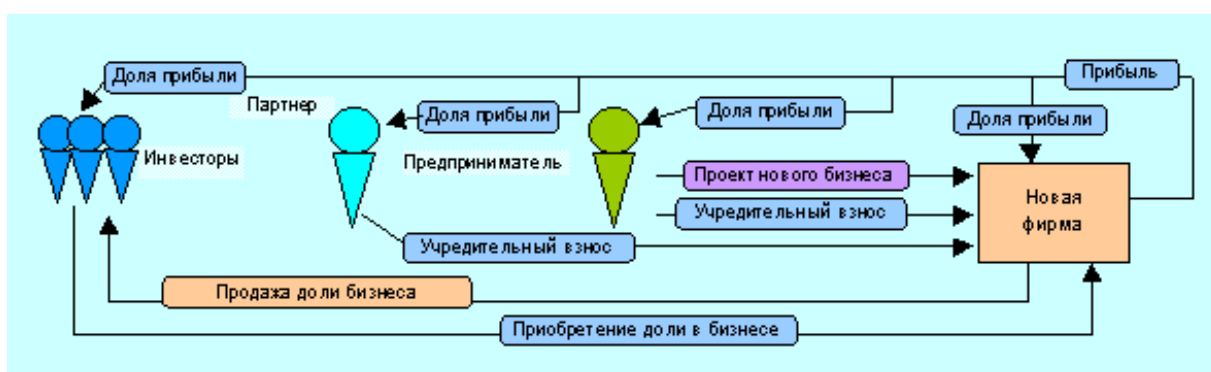 Доля прибыли
Прибыль
Партнер
Доля прибыли
Доля прибыли
Доля прибыли
Инвесторы
Предприниматель
Проект нового бизнеса
Новая
фирма
Учредительный взнос
Учредительный взнос
Продажа доли бизнеса
Приобретение доли в бизнесе